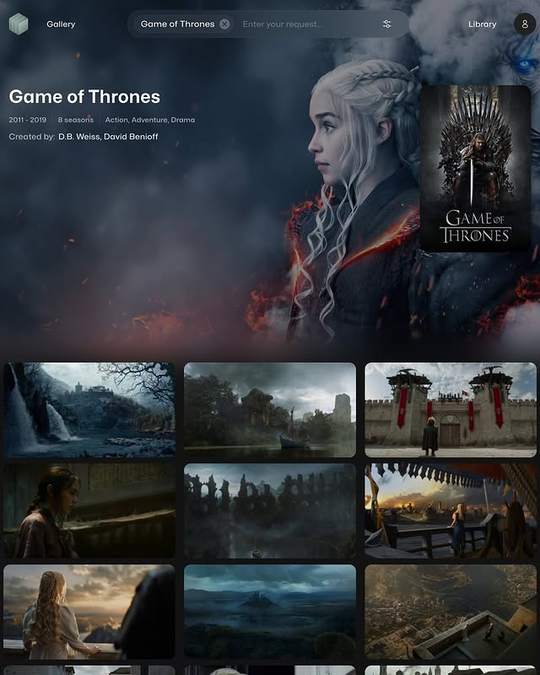 Gallery
Game of Thrones
Enter your request...
Library
Game of Thrones
2011 - 2019
8 seasons
Action, Adventure, Drama
Created by: D.B. Weiss, David Benioff
GAME OF
THRONES